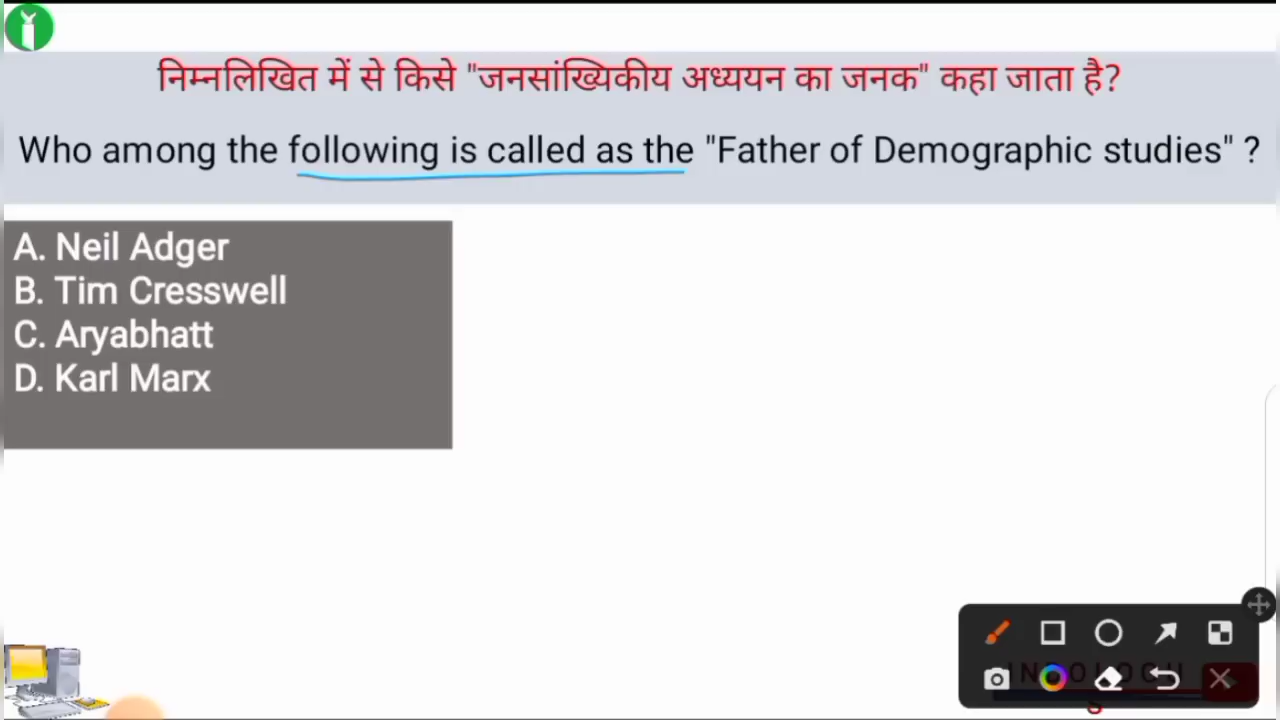 निम्नलिखित में से किसे "जनसांख्यिकीय अध्ययन का जनक" कहा जाता है?
Who among the following is called as the "Father of Demographic studies" ?
A. Neil Adger
B. Tim Cresswell
C. Aryabhatt
D. Karl Marx